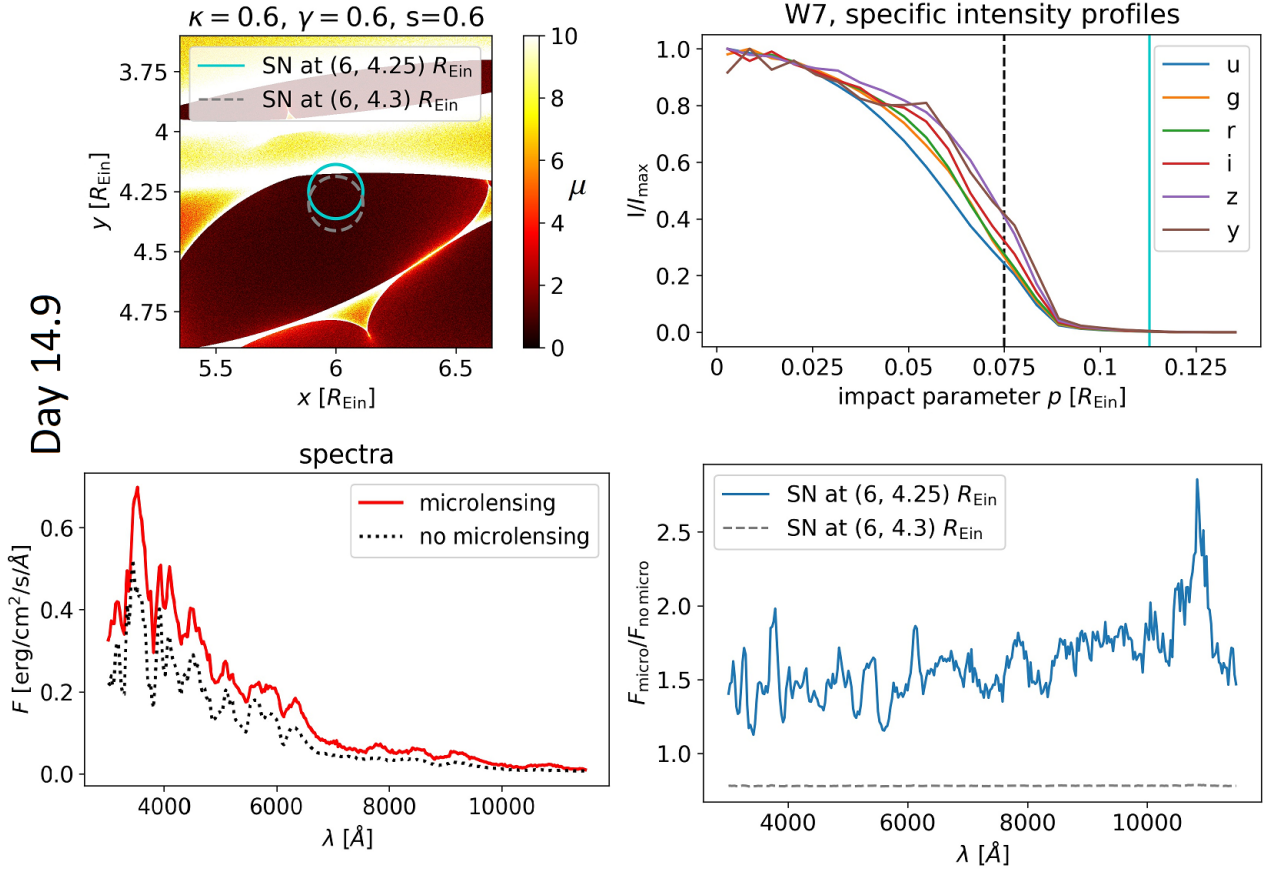 κ = 0.6, γ = 0.6, s=0.6
SN at (6, 4.25) R_Ein
SN at (6, 4.3) R_Ein
3.75
4
4.25
4.5
4.75
y [R_Ein]
5.5
6
6.5
x [R_Ein]
10
8
6
4
2
0
μ
W7, specific intensity profiles
u
g
r
i
z
y
1.0
0.8
0.6
0.4
0.2
0.0
I/I_max
0
0.025
0.05
0.075
0.1
0.125
impact parameter p [R_Ein]
Day 14.9
spectra
microlensing
no microlensing
0.6
0.4
0.2
0.0
F [erg/cm²/s/Å]
4000
6000
8000
10000
λ [Å]
SN at (6, 4.25) R_Ein
SN at (6, 4.3) R_Ein
2.5
2.0
1.5
1.0
F_micro/F_no micro
4000
6000
8000
10000
λ [Å]